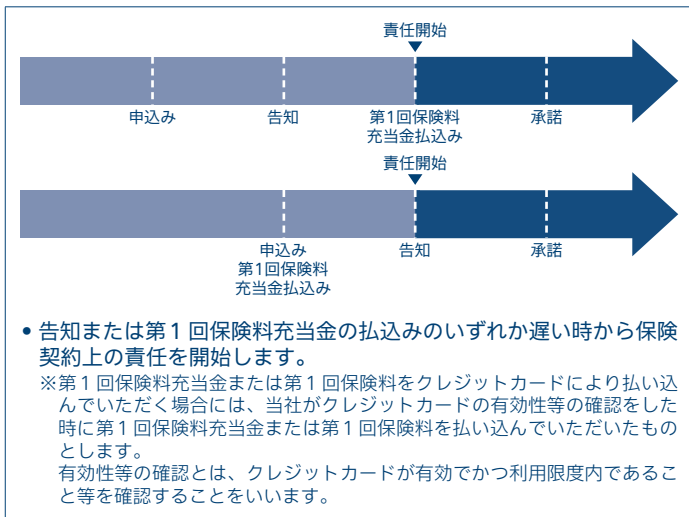 責任開始
申込み 告知 第1回保険料 承諾
充当金払込み
責任開始
申込み 告知 承諾
第1回保険料
充当金払込み
• 告知または第1回保険料充当金の払込みのいずれか遅い時から保険
契約上の責任を開始します。
※第1回保険料充当金または第1回保険料をクレジットカードにより払い込
んでいただく場合には、当社がクレジットカードの有効性等の確認をした
時に第1回保険料充当金または第1回保険料を払い込んでいただいたもの
とします。
有効性等の確認とは、クレジットカードが有効でかつ利用限度内であるこ
と等を確認することをいいます。